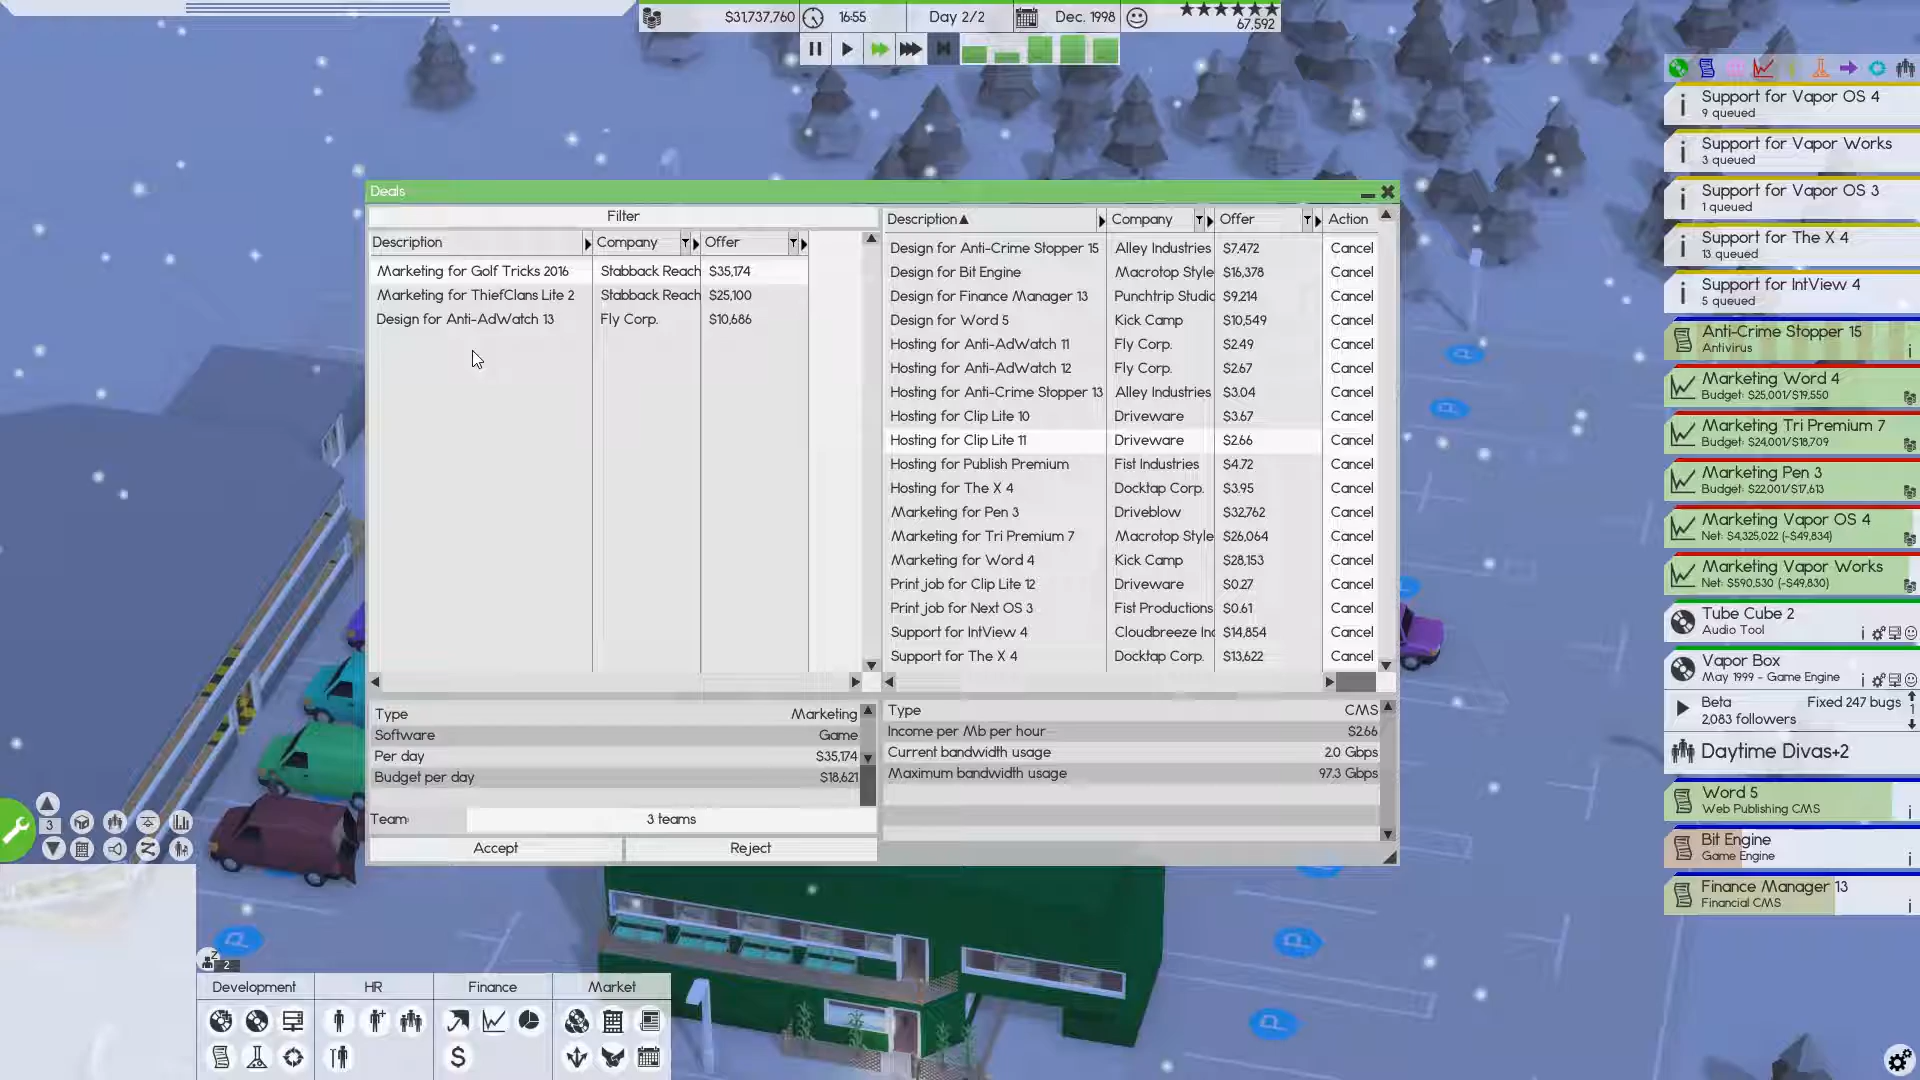 $31,737,760
16:55
Day 2/2
Dec. 1998
67,592
Support for Vapor OS 4
9 queued
Support for Vapor Works
3 queued
Support for Vapor OS 3
1 queued
Support for The X 4
13 queued
Support for IntView 4
5 queued
Anti-Crime Stopper 15
Antivirus
Marketing Word 4
Budget: $25,001/$19,550
Marketing Tri Premium 7
Budget: $24,001/$18,709
Marketing Pen 3
Budget: $22,001/$17,613
Marketing Vapor OS 4
Net: $4,325,022 (-$49,834)
Marketing Vapor Works
Net: $590,530 (-$49,830)
Tube Cube 2
Audio Tool
Vapor Box
May 1999 - Game Engine
Beta Fixed 247 bugs
2,083 followers
1
Daytime Divas+2
Word 5
Web Publishing CMS
Bit Engine
Game Engine
Finance Manager 13
Financial CMS
Deals
Filter
Description Company Offer
Marketing for Golf Tricks 2016 Stabback Reach $35,174
Marketing for ThiefClans Lite 2 Stabback Reach $25,100
Design for Anti-AdWatch 13 Fly Corp. $10,686
Type Marketing
Software Game
Per day $35,174
Budget per day $18,621
Team: 3 teams
Accept Reject
Description Company Offer Action
Design for Anti-Crime Stopper 15 Alley Industries $7,472 Cancel
Design for Bit Engine Macrotop Style $16,378 Cancel
Design for Finance Manager 13 Punchtrip Studio $9,214 Cancel
Design for Word 5 Kick Camp $10,549 Cancel
Hosting for Anti-AdWatch 11 Fly Corp. $2.49 Cancel
Hosting for Anti-AdWatch 12 Fly Corp. $2.67 Cancel
Hosting for Anti-Crime Stopper 13 Alley Industries $3.04 Cancel
Hosting for Clip Lite 10 Driveware $3.67 Cancel
Hosting for Clip Lite 11 Driveware $2.66 Cancel
Hosting for Publish Premium Fist Industries $4.72 Cancel
Hosting for The X 4 Docktap Corp. $3.95 Cancel
Marketing for Pen 3 Driveblow $32,762 Cancel
Marketing for Tri Premium 7 Macrotop Style $26,064 Cancel
Marketing for Word 4 Kick Camp $28,153 Cancel
Print job for Clip Lite 12 Driveware $0.27 Cancel
Print job for Next OS 3 Fist Productions $0.61 Cancel
Support for IntView 4 Cloudbreeze Inc $14,854 Cancel
Support for The X 4 Docktap Corp. $13,622 Cancel
Type CMS
Income per Mb per hour $2.66
Current bandwidth usage 2.0 Gbps
Maximum bandwidth usage 97.3 Gbps
3
2
Development HR Finance Market